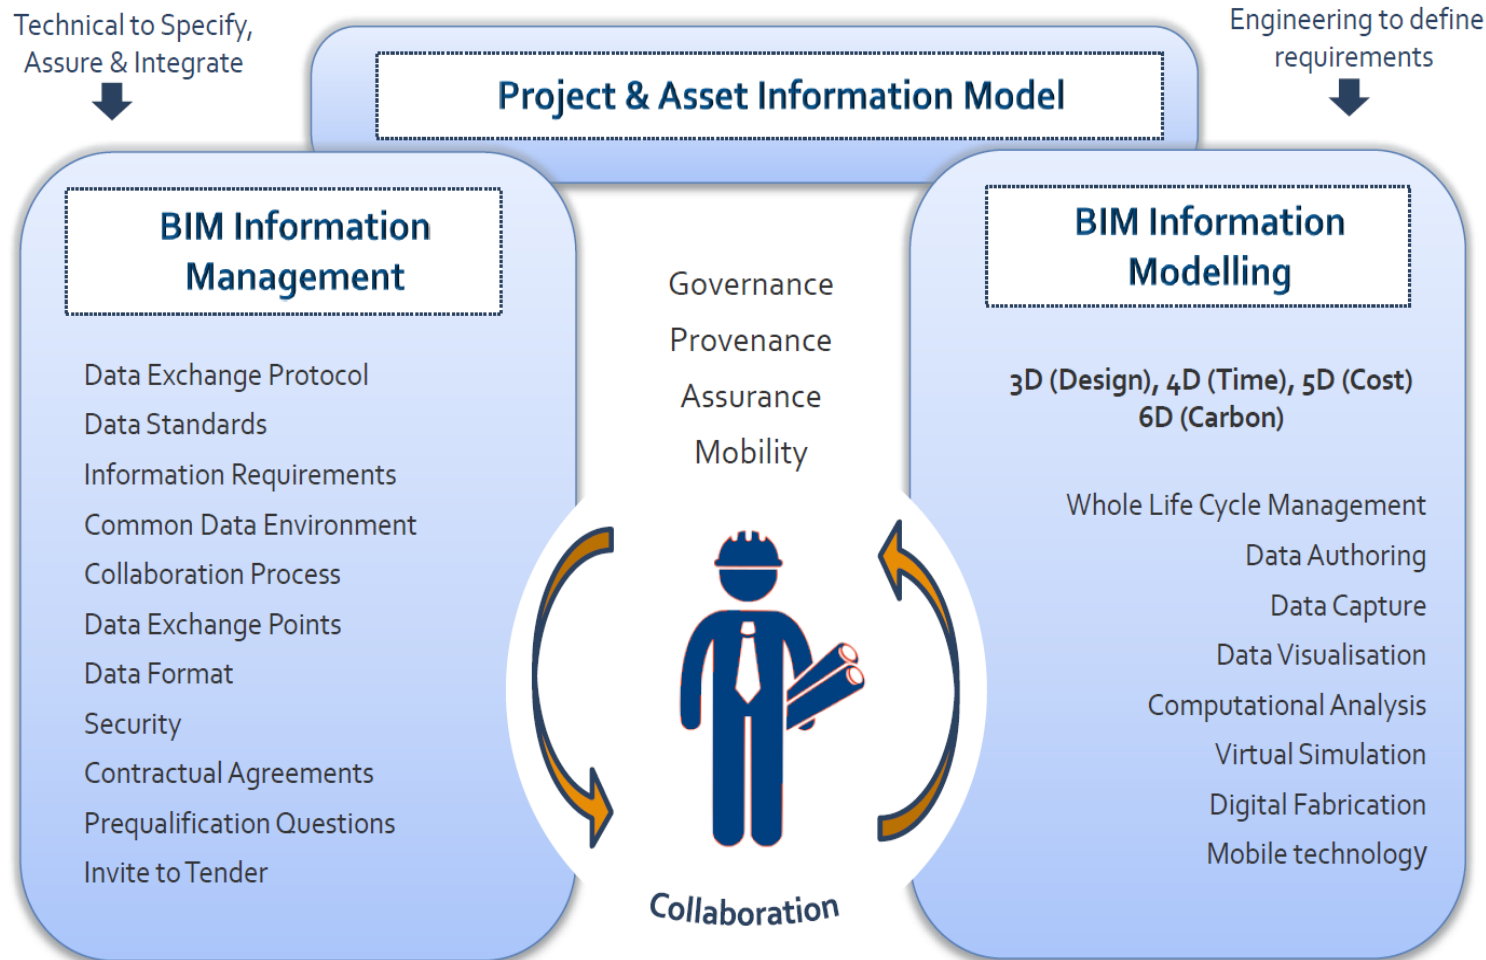 Technical to Specify,
Assure & Integrate
Engineering to define
requirements
Project & Asset Information Model
BIM Information
Management
Data Exchange Protocol
Data Standards
Information Requirements
Common Data Environment
Collaboration Process
Data Exchange Points
Data Format
Security
Contractual Agreements
Prequalification Questions
Invite to Tender
Governance
Provenance
Assurance
Mobility
Collaboration
BIM Information
Modelling
3D (Design), 4D (Time), 5D (Cost)
6D (Carbon)
Whole Life Cycle Management
Data Authoring
Data Capture
Data Visualisation
Computational Analysis
Virtual Simulation
Digital Fabrication
Mobile technology